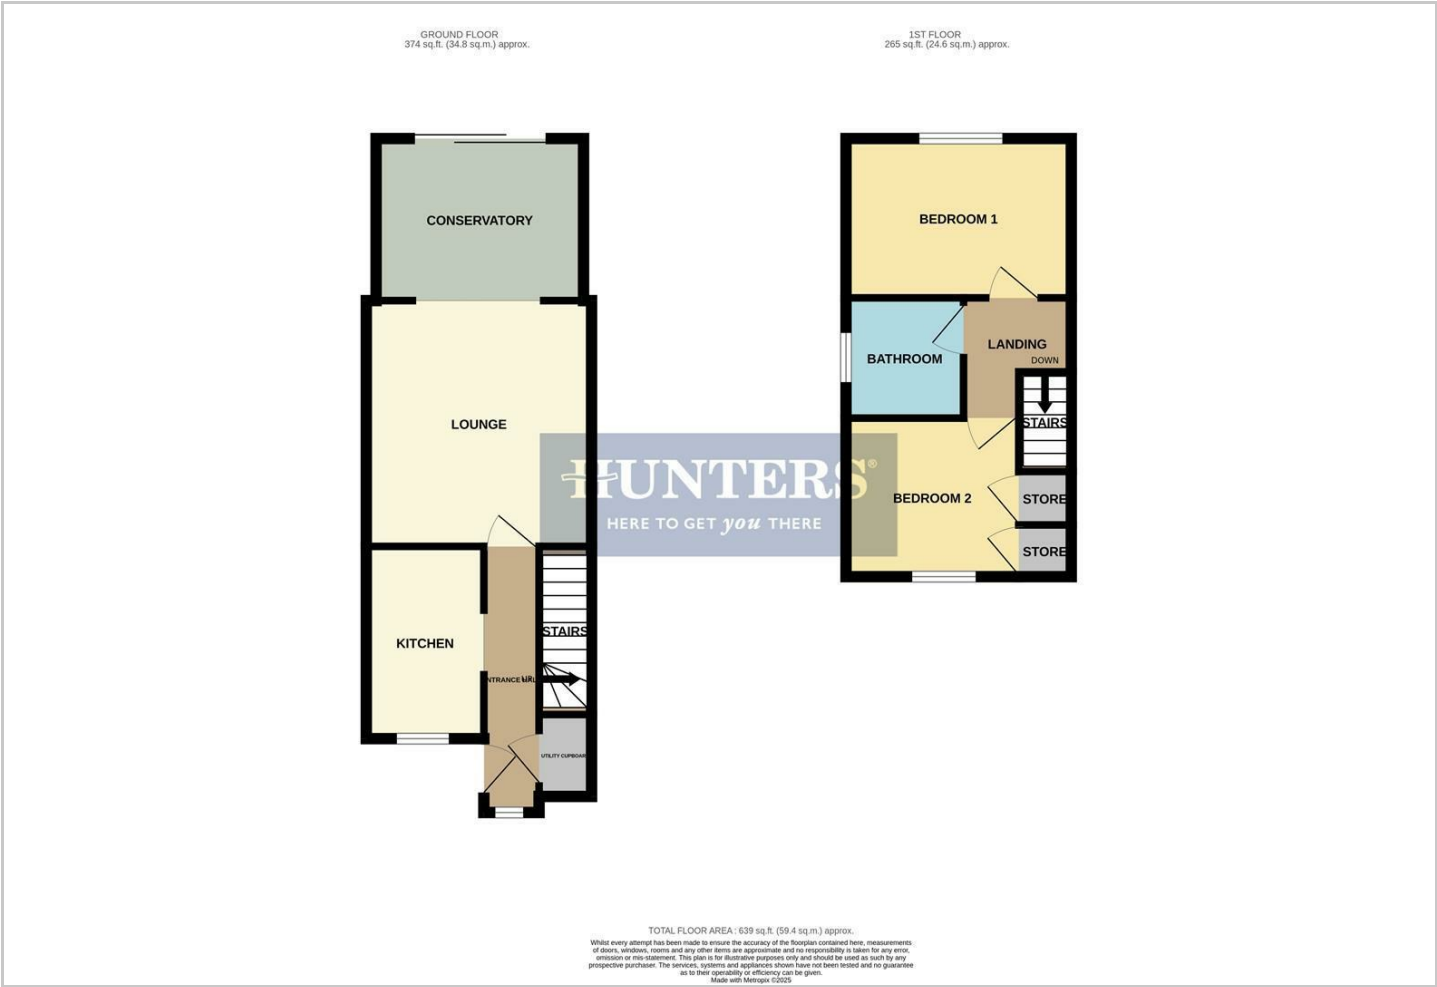 GROUND FLOOR
374 sq.ft. (34.8 sq.m.) approx.
1ST FLOOR
265 sq.ft. (24.6 sq.m.) approx.
CONSERVATORY
LOUNGE
KITCHEN
STAIRS
UP
UTILITY CUPBOAR
BEDROOM 1
BATHROOM
LANDING
DOWN
STAIRS
BEDROOM 2
STORE
STORE
HUNTERS®
HERE TO GET you THERE
TOTAL FLOOR AREA : 639 sq.ft. (59.4 sq.m.) approx.
Whilst every attempt has been made to ensure the accuracy of the floorplan contained here, measurements
of doors, windows, rooms and any other items are approximate and no responsibility is taken for any error,
omission or mis-statement. This plan is for illustrative purposes only and should be used as such by any
prospective purchaser. The services, systems and appliances shown have not been tested and no guarantee
as to their operability or efficiency can be given.
Made with Metropix ©2025